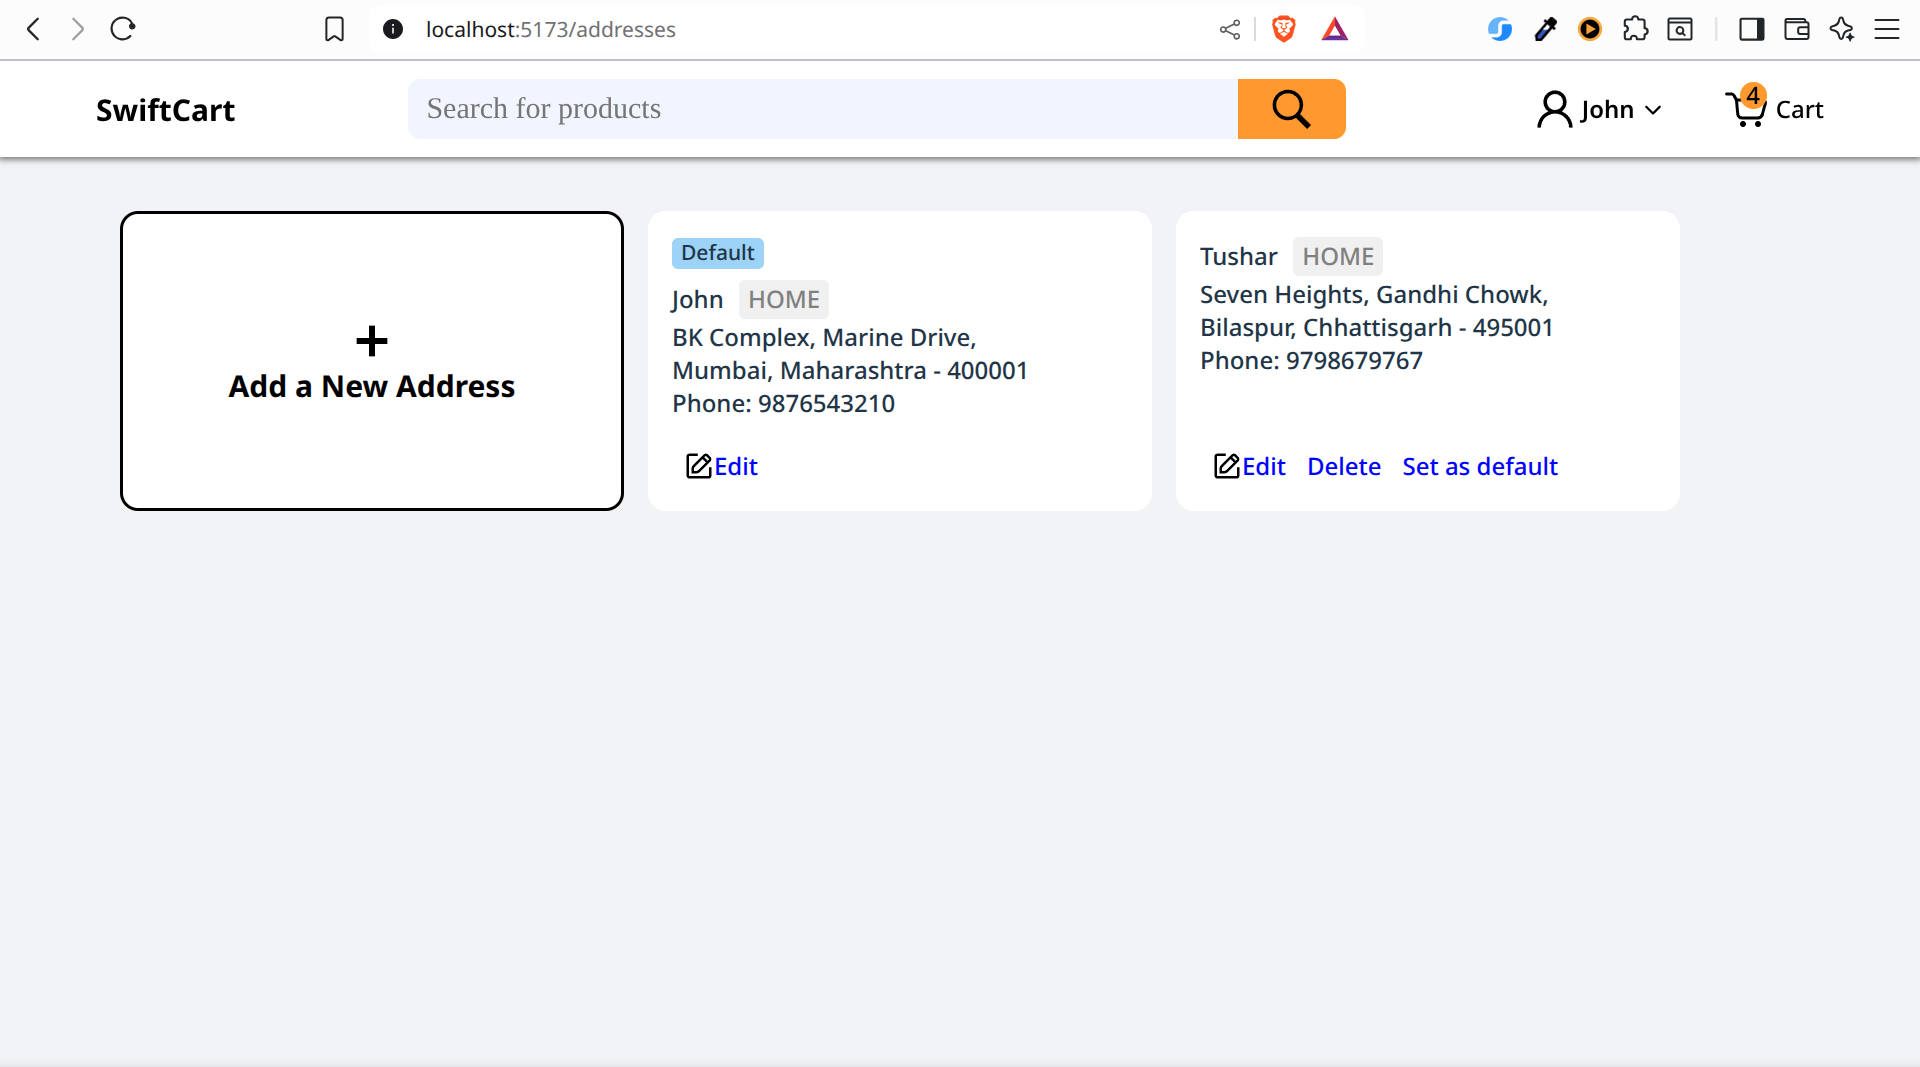 localhost:5173/addresses
SwiftCart
Search for products
John
4
Cart
+
Add a New Address
Default
John HOME
BK Complex, Marine Drive,
Mumbai, Maharashtra - 400001
Phone: 9876543210
Edit
Tushar HOME
Seven Heights, Gandhi Chowk,
Bilaspur, Chhattisgarh - 495001
Phone: 9798679767
Edit Delete Set as default